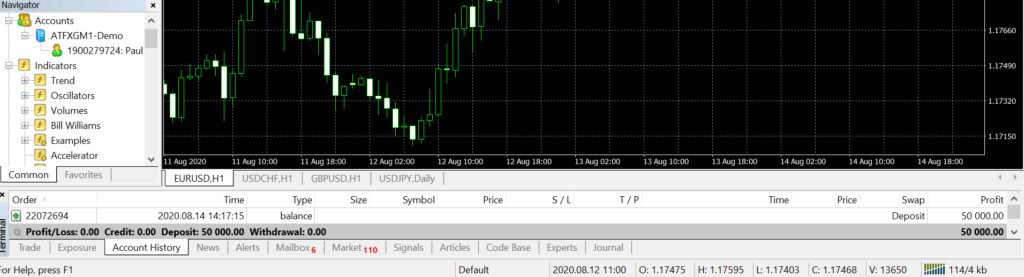 Navigator
Accounts
ATFXGM1-Demo
1900279724: Paul
Indicators
Trend
Oscillators
Volumes
Bill Williams
Examples
Accelerator
Common Favorites
1.17660
1.17490
1.17320
1.17150
11 Aug 2020 11 Aug 10:00 11 Aug 18:00 12 Aug 02:00 12 Aug 10:00 12 Aug 18:00 13 Aug 02:00 13 Aug 10:00 13 Aug 18:00 14 Aug 02:00 14 Aug 10:00 14 Aug 18:00
EURUSD,H1 USDCHF,H1 GBPUSD,H1 USDJPY,Daily
Order / Time Type Size Symbol Price S / L T / P Time Price Swap Profit
22072694 2020.08.14 14:17:15 balance Deposit 50 000.00
Profit/Loss: 0.00 Credit: 0.00 Deposit: 50 000.00 Withdrawal: 0.00 50 000.00
Terminal
Trade Exposure Account History News Alerts Mailbox 6 Market 110 Signals Articles Code Base Experts Journal
For Help, press F1 Default 2020.08.12 11:00 O: 1.17475 H: 1.17595 L: 1.17403 C: 1.17468 V: 13650 114/4 kb